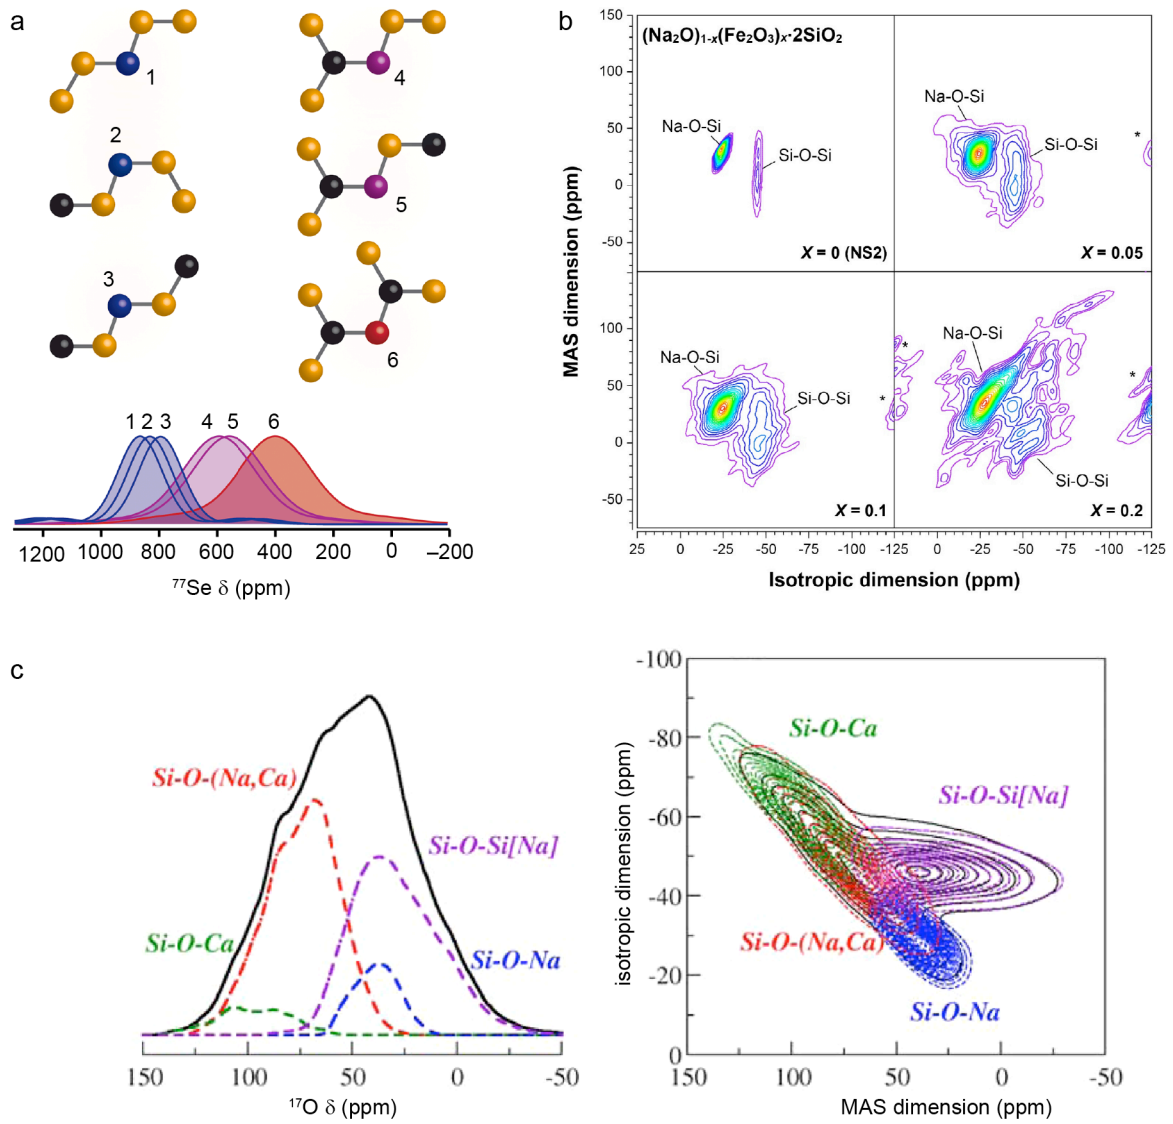 a
1
2
3
4
5
6
1 2 3 4 5 6
1200 1000 800 600 400 200 0 –200
⁷⁷Se δ (ppm)
b
(Na₂O)₁₋ₓ(Fe₂O₃)ₓ·2SiO₂
MAS dimension (ppm)
150
100
50
0
-50
Na-O-Si
Si-O-Si
X = 0 (NS2)
Na-O-Si
Si-O-Si
*
X = 0.05
100
50
0
-50
Na-O-Si
Si-O-Si
*
*
X = 0.1
Na-O-Si
Si-O-Si
*
X = 0.2
25 0 -25 -50 -75 -100 -125 0 -25 -50 -75 -100 -125
Isotropic dimension (ppm)
c
Si-O-(Na,Ca)
Si-O-Si[Na]
Si-O-Ca
Si-O-Na
150 100 50 0 -50
¹⁷O δ (ppm)
isotropic dimension (ppm)
-100
-80
-60
-40
-20
0
Si-O-Ca
Si-O-Si[Na]
Si-O-(Na,Ca)
Si-O-Na
150 100 50 0 -50
MAS dimension (ppm)